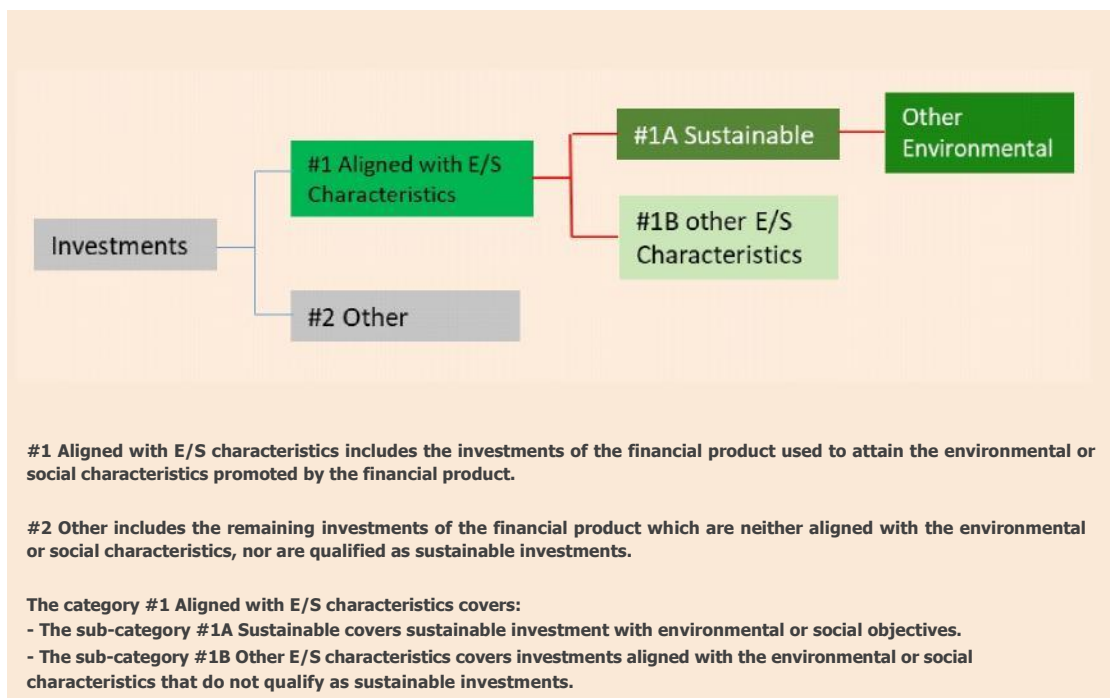 #1A Sustainable
Other
Environmental
#1 Aligned with E/S
Characteristics
#1B other E/S
Characteristics
Investments
#2 Other
#1 Aligned with E/S characteristics includes the investments of the financial product used to attain the environmental or
social characteristics promoted by the financial product.
#2 Other includes the remaining investments of the financial product which are neither aligned with the environmental
or social characteristics, nor are qualified as sustainable investments.
The category #1 Aligned with E/S characteristics covers:
- The sub-category #1A Sustainable covers sustainable investment with environmental or social objectives.
- The sub-category #1B Other E/S characteristics covers investments aligned with the environmental or social
characteristics that do not qualify as sustainable investments.